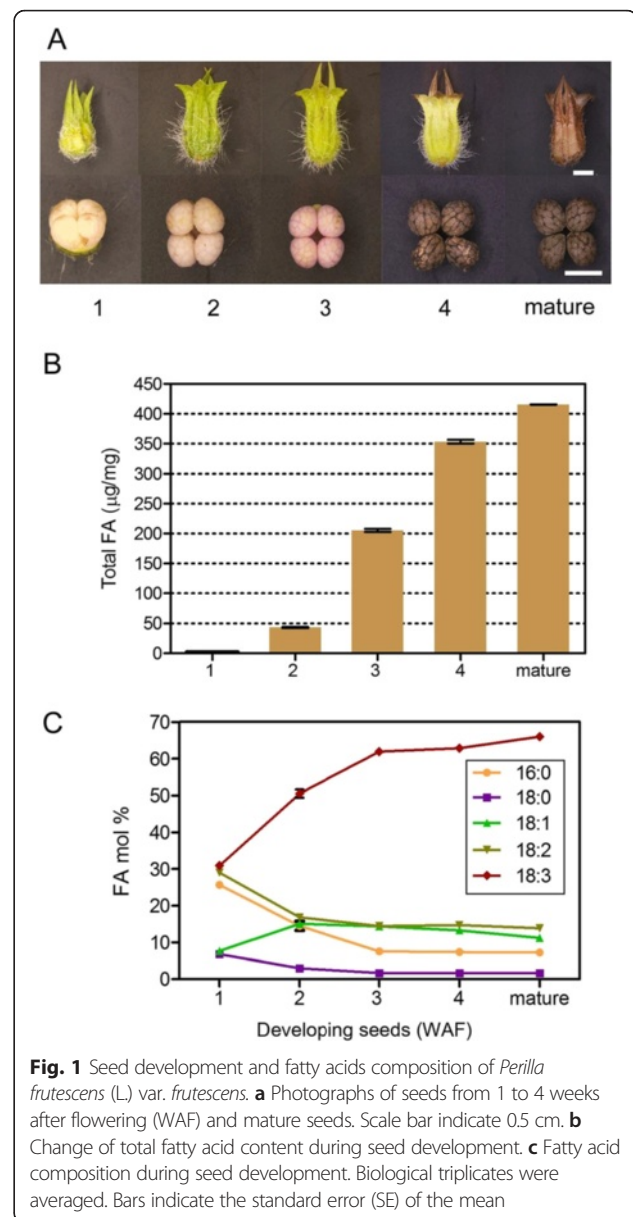 A
1 2 3 4 mature
B
Total FA (µg/mg)
450
400
350
300
250
200
150
100
50
0
1 2 3 4 mature
C
FA mol %
70
60
50
40
30
20
10
0
16:0
18:0
18:1
18:2
18:3
1 2 3 4 mature
Developing seeds (WAF)
Fig. 1 Seed development and fatty acids composition of Perilla
frutescens (L.) var. frutescens. a Photographs of seeds from 1 to 4 weeks
after flowering (WAF) and mature seeds. Scale bar indicate 0.5 cm. b
Change of total fatty acid content during seed development. c Fatty acid
composition during seed development. Biological triplicates were
averaged. Bars indicate the standard error (SE) of the mean